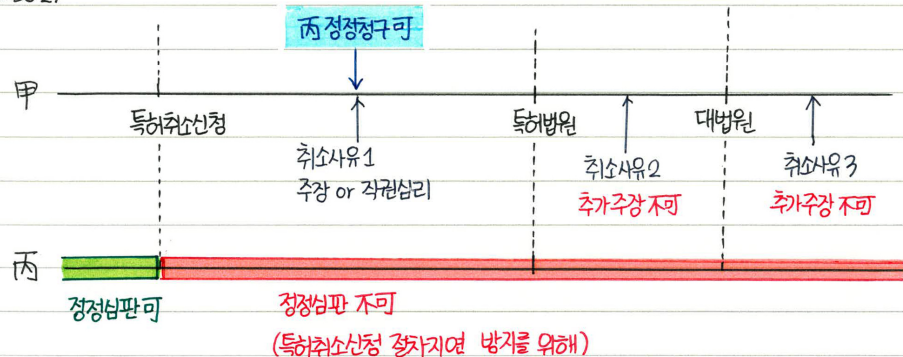 丙 정정청구可
甲
특허취소신청
특허법원
대법원
취소사유1
주장 or 직권심리
취소사유2
추가주장 不可
취소사유3
추가주장 不可
丙
정정심판可
정정심판 不可
(특허취소신청 절차지연 방지를 위해)